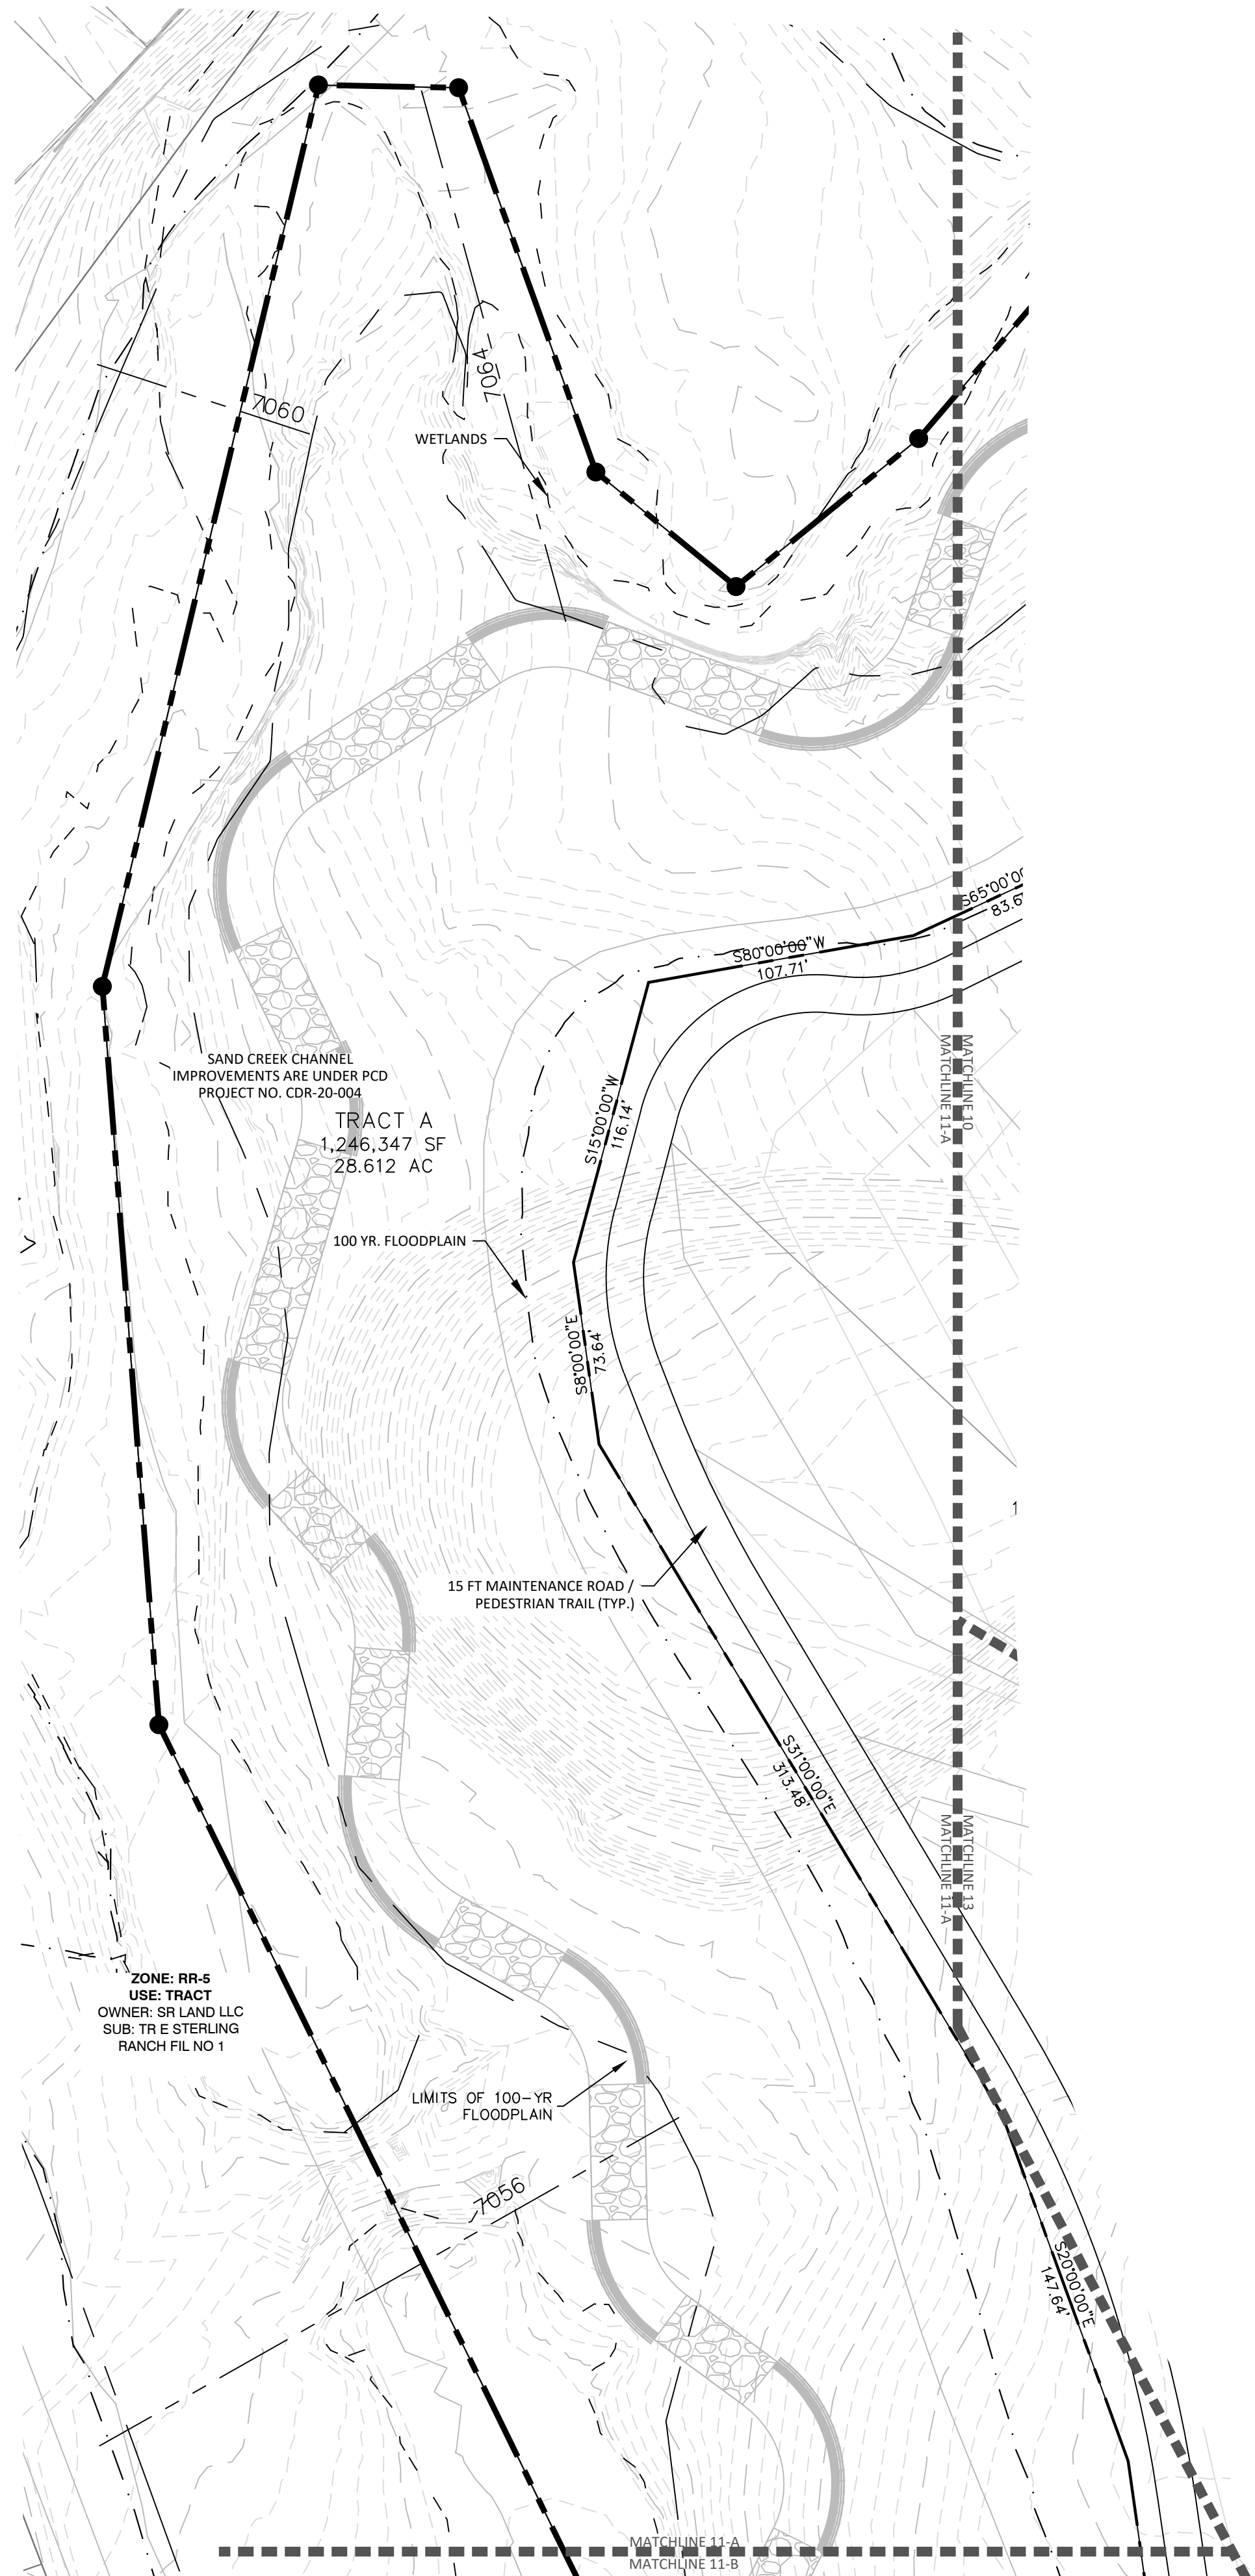 7064
7060
WETLANDS
S65°00'00
83.6
S80°00'00"W
107.71'
MATCHLINE 10
MATCHLINE 11-A
SAND CREEK CHANNEL
IMPROVEMENTS ARE UNDER PCD
PROJECT NO. CDR-20-004
TRACT A
1,246,347 SF
28.612 AC
S15°00'00"W
116.14'
100 YR. FLOODPLAIN
S8°00'00"E
73.64'
1
15 FT MAINTENANCE ROAD /
PEDESTRIAN TRAIL (TYP.)
S31°00'00"E
313.48'
MATCHLINE 13
MATCHLINE 11-A
ZONE: RR-5
USE: TRACT
OWNER: SR LAND LLC
SUB: TR E STERLING
RANCH FIL NO 1
LIMITS OF 100-YR
FLOODPLAIN
7056
S20°00'00"E
147.64'
MATCHLINE 11-A
MATCHLINE 11-B